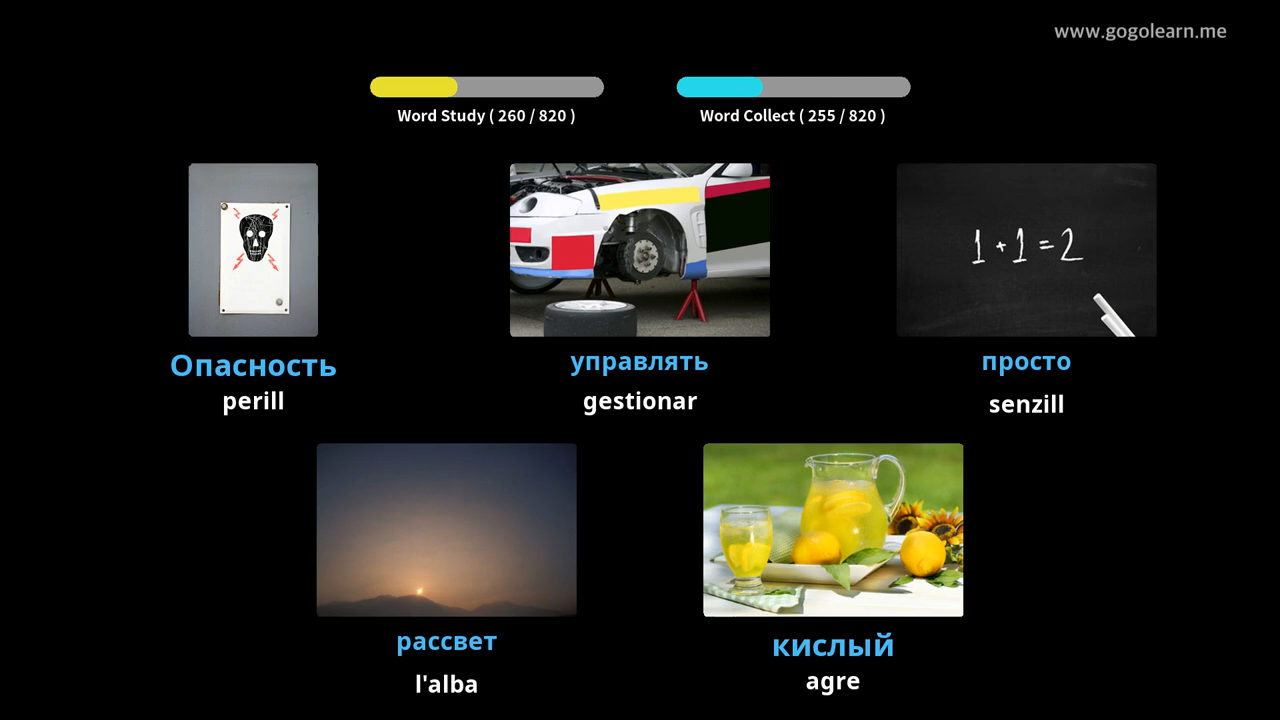 www.gogolearn.me
Word Study ( 260 / 820 )
Word Collect ( 255 / 820 )
1+1=2
Опасность
perill
управлять
gestionar
просто
senzill
рассвет
l'alba
кислый
agre